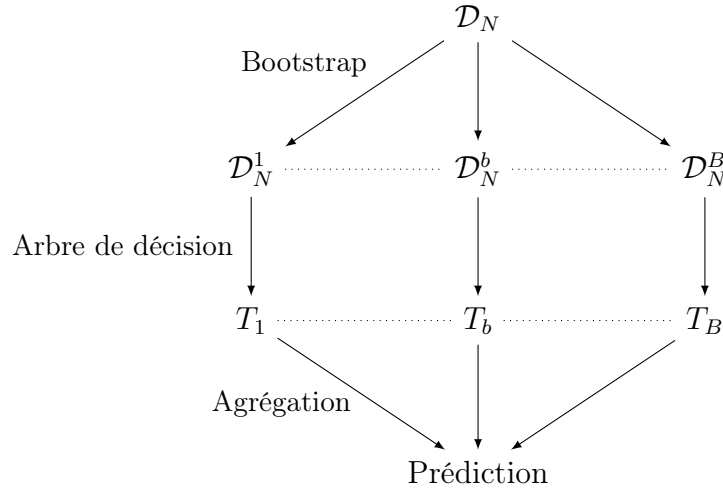 𝒟_N
Bootstrap
𝒟_N^1 𝒟_N^b 𝒟_N^B
Arbre de décision
T_1 T_b T_B
Agrégation
Prédiction